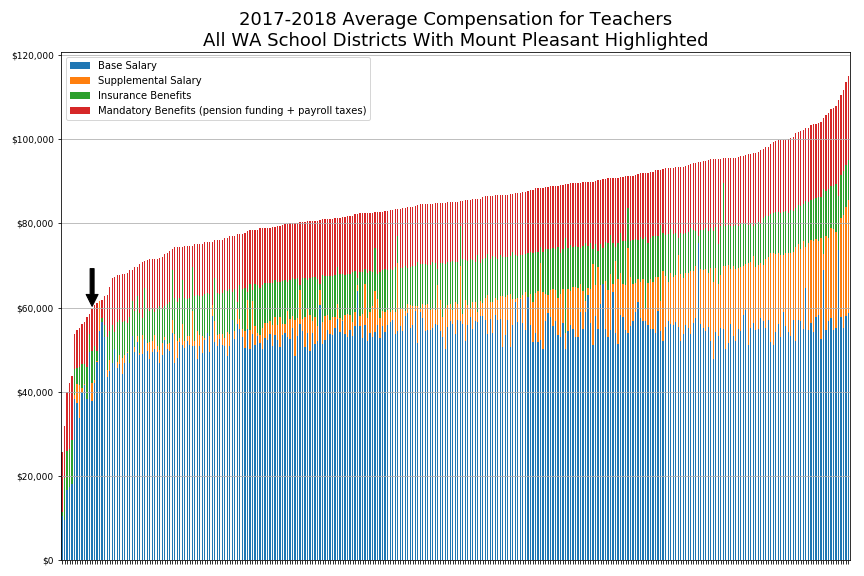 2017-2018 Average Compensation for Teachers
All WA School Districts With Mount Pleasant Highlighted
$120,000
Base Salary
Supplemental Salary
Insurance Benefits
Mandatory Benefits (pension funding + payroll taxes)
$100,000
$80,000
$60,000
$40,000
$20,000
$0